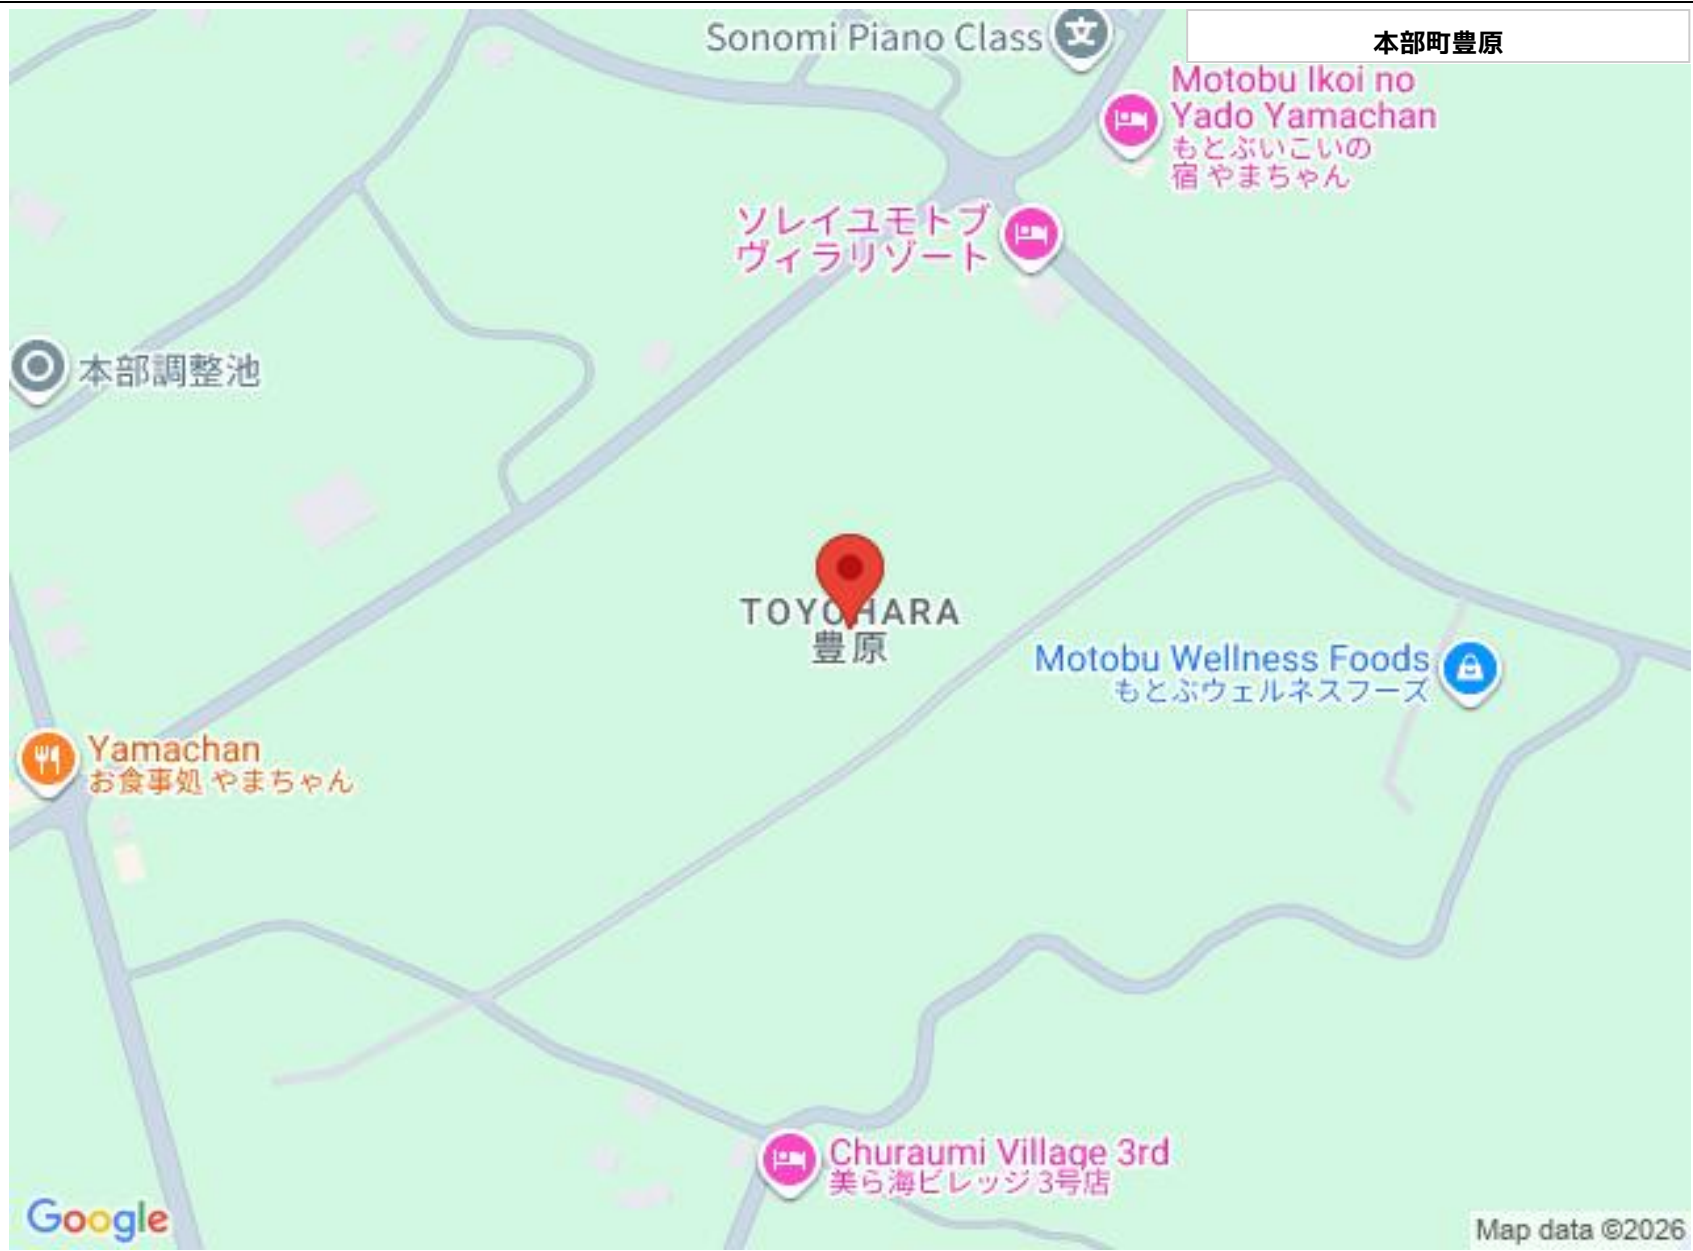 Sonomi Piano Class
本部町豊原
Motobu Ikoi no
Yado Yamachan
もとぶいこいの
宿 やまちゃん
ソレイユモトブ
ヴィラリゾート
本部調整池
TOYOHARA
豊原
Motobu Wellness Foods
もとぶウェルネスフーズ
Yamachan
お食事処 やまちゃん
Churaumi Village 3rd
美ら海ビレッジ 3号店
Google
Map data ©2026